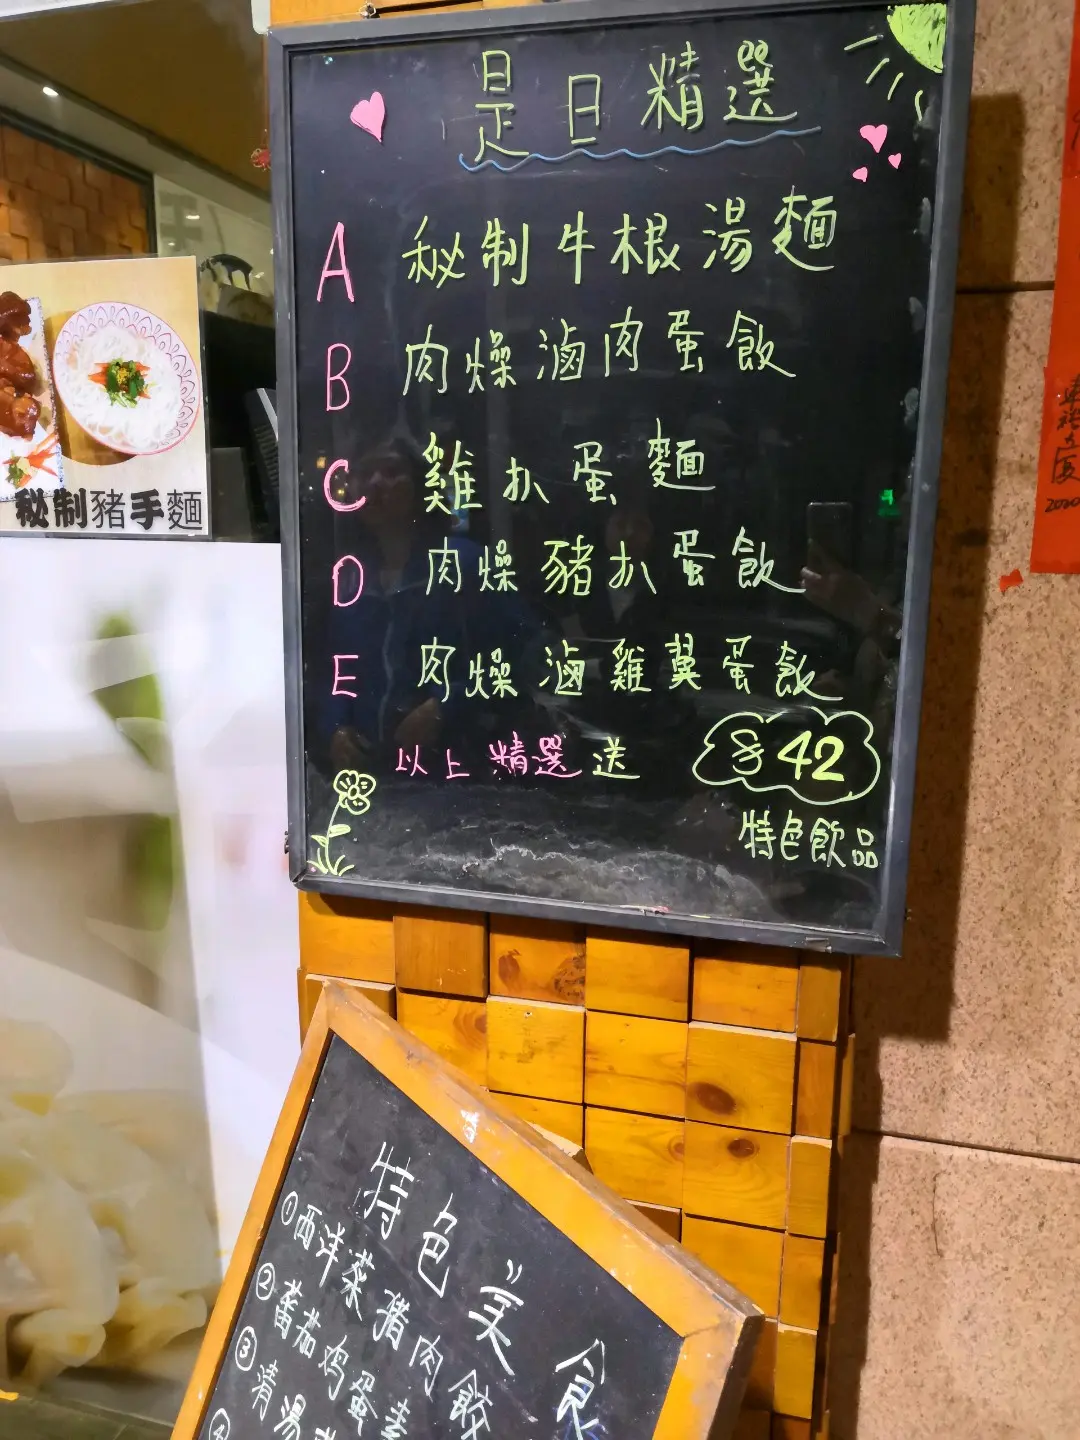 是日精選
A 秘制牛根湯麵
B 肉燥滷肉蛋飯
C 雞扒蛋麵
D 肉燥豬扒蛋飯
E 肉燥滷雞翼蛋飯
以上精選送
$42
特色飲品
秘制豬手麵
特色美食
①西洋菜豬肉餃
②蕃茄鸡蛋
③清湯
④